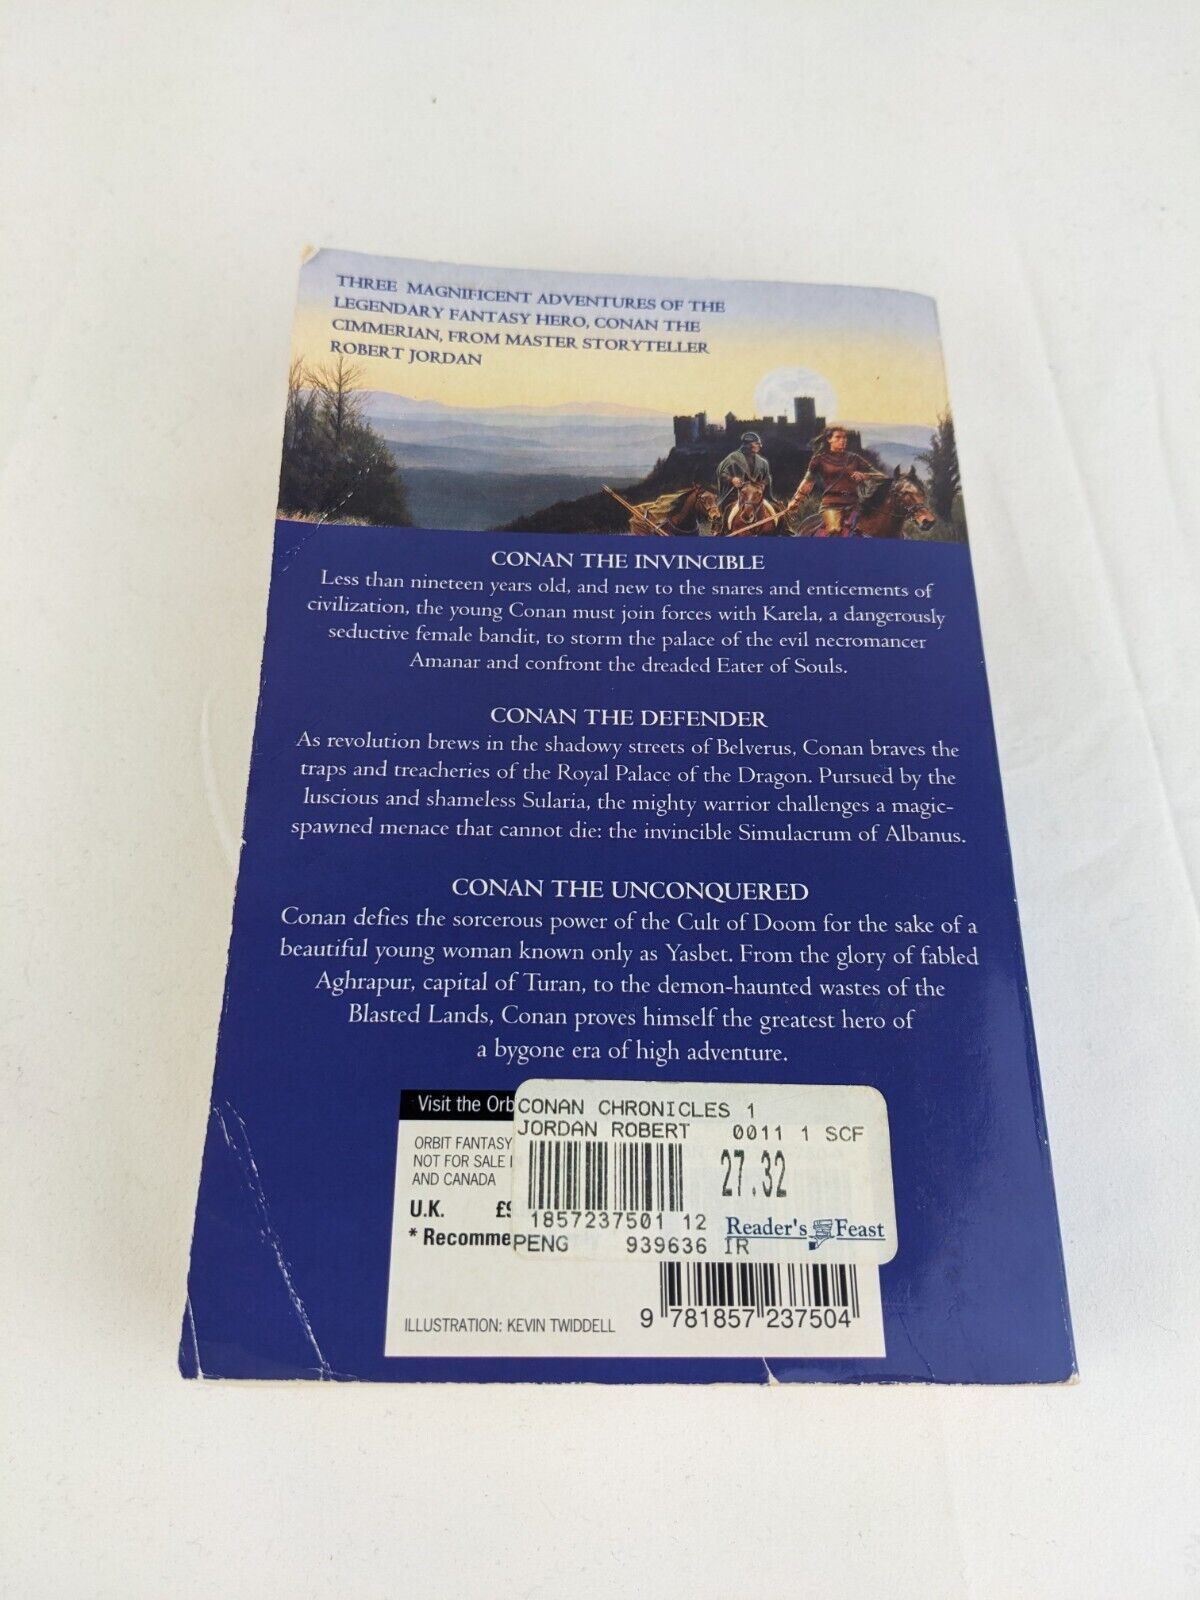 THREE MAGNIFICENT ADVENTURES OF THE
LEGENDARY FANTASY HERO, CONAN THE
CIMMERIAN, FROM MASTER STORYTELLER
ROBERT JORDAN
CONAN THE INVINCIBLE
Less than nineteen years old, and new to the snares and enticements of
civilization, the young Conan must join forces with Karela, a dangerously
seductive female bandit, to storm the palace of the evil necromancer
Amanar and confront the dreaded Eater of Souls.
CONAN THE DEFENDER
As revolution brews in the shadowy streets of Belverus, Conan braves the
traps and treacheries of the Royal Palace of the Dragon. Pursued by the
luscious and shameless Sularia, the mighty warrior challenges a magic-
spawned menace that cannot die: the invincible Simulacrum of Albanus.
CONAN THE UNCONQUERED
Conan defies the sorcerous power of the Cult of Doom for the sake of a
beautiful young woman known only as Yasbet. From the glory of fabled
Aghrapur, capital of Turan, to the demon-haunted wastes of the
Blasted Lands, Conan proves himself the greatest hero of
a bygone era of high adventure.
Visit the Orb
CONAN CHRONICLES 1
JORDAN ROBERT 0011 1 SCF
27.32
1857237501 12
Reader's Feast
PENG 939636 IR
ORBIT FANTASY
NOT FOR SALE I
AND CANADA
U.K. £9
* Recomme
ILLUSTRATION: KEVIN TWIDDELL
9 781857 237504